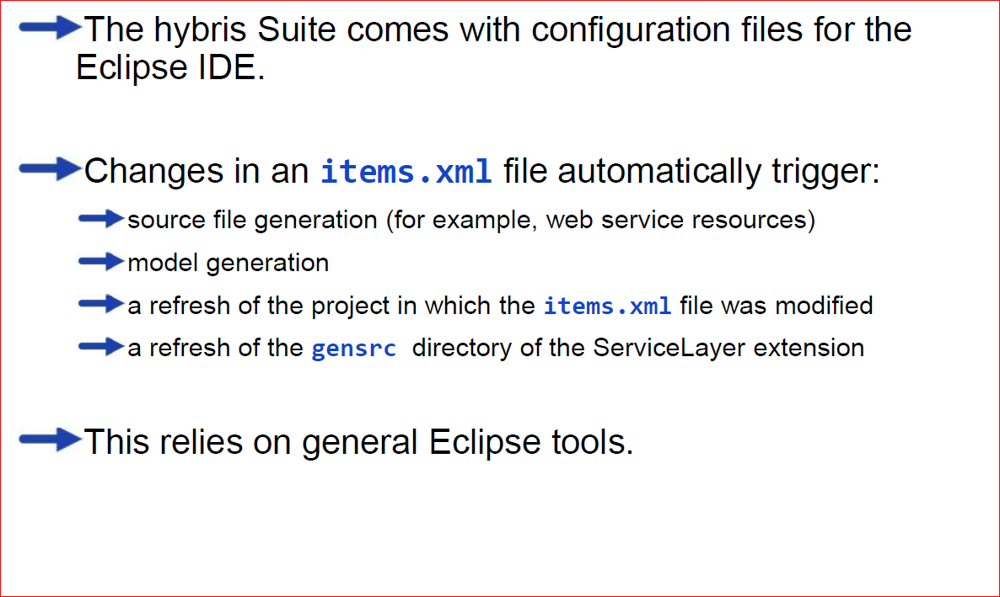 The hybris Suite comes with configuration files for the
Eclipse IDE.
Changes in an items.xml file automatically trigger:
source file generation (for example, web service resources)
model generation
a refresh of the project in which the items.xml file was modified
a refresh of the gensrc directory of the ServiceLayer extension
This relies on general Eclipse tools.